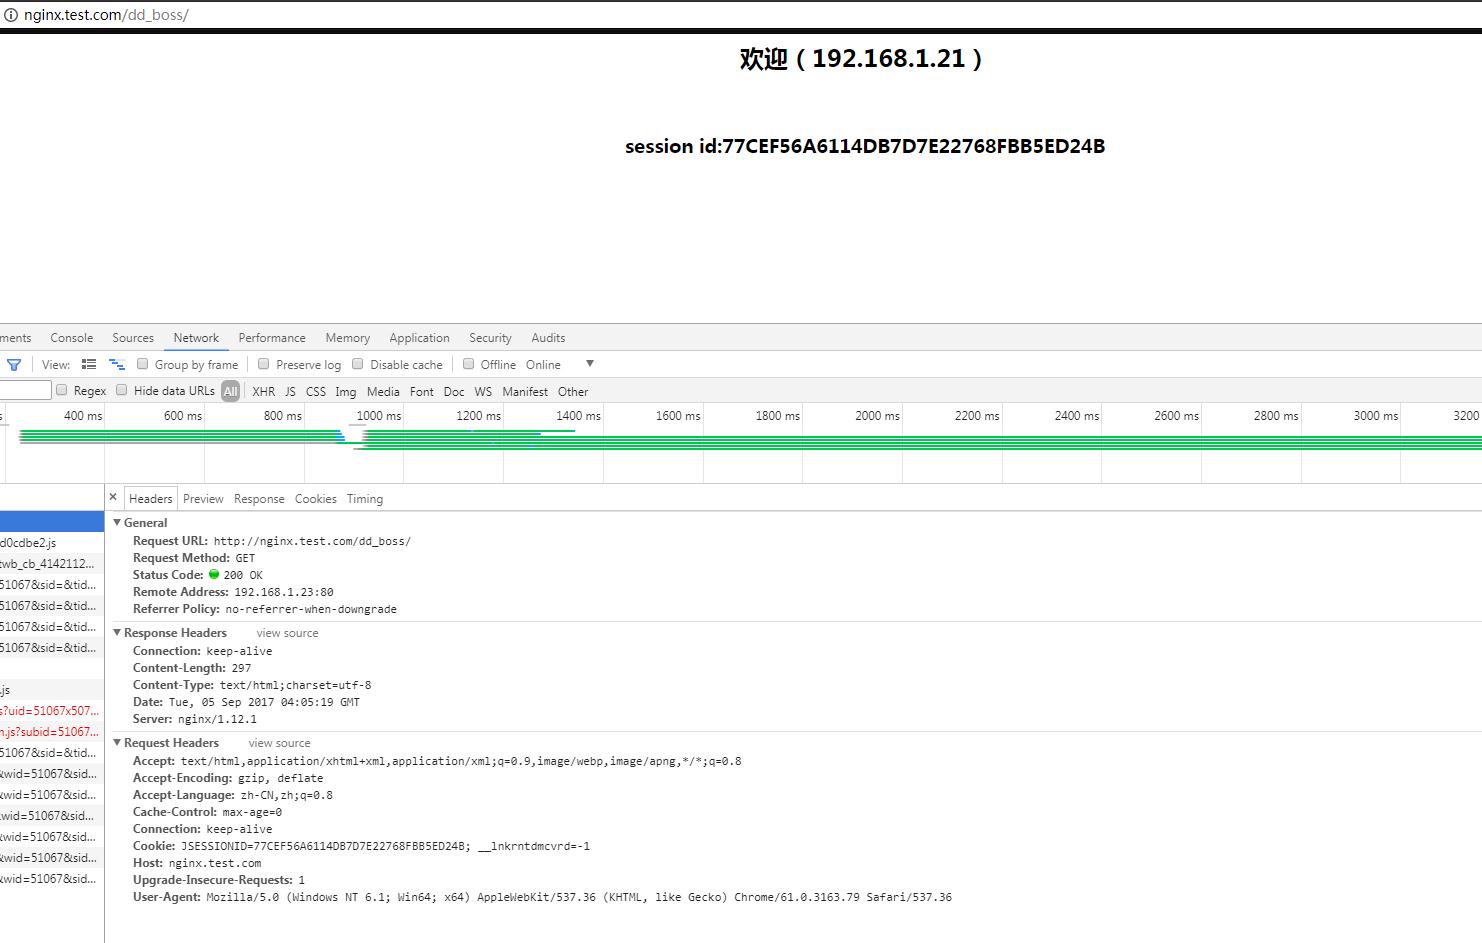 nginx.test.com/dd_boss/
欢迎（192.168.1.21）
session id:77CEF56A6114DB7D7E22768FBB5ED24B
ments Console Sources Network Performance Memory Application Security Audits
View: Group by frame Preserve log Disable cache Offline Online
Regex Hide data URLs All XHR JS CSS Img Media Font Doc WS Manifest Other
s 400 ms 600 ms 800 ms 1000 ms 1200 ms 1400 ms 1600 ms 1800 ms 2000 ms 2200 ms 2400 ms 2600 ms 2800 ms 3000 ms 3200
× Headers Preview Response Cookies Timing
d0cdbe2.js
twb_cb_4142112...
51067&sid=&tid...
51067&sid=&tid...
51067&sid=&tid...
51067&sid=&tid...
.js
s?uid=51067x507...
n.js?subid=51067...
51067&sid=&tid...
&wid=51067&sid...
&wid=51067&sid...
&wid=51067&sid...
&wid=51067&sid...
&wid=51067&sid...
&wid=51067&sid...
General
Request URL: http://nginx.test.com/dd_boss/
Request Method: GET
Status Code: 200 OK
Remote Address: 192.168.1.23:80
Referrer Policy: no-referrer-when-downgrade
Response Headers view source
Connection: keep-alive
Content-Length: 297
Content-Type: text/html;charset=utf-8
Date: Tue, 05 Sep 2017 04:05:19 GMT
Server: nginx/1.12.1
Request Headers view source
Accept: text/html,application/xhtml+xml,application/xml;q=0.9,image/webp,image/apng,*/*;q=0.8
Accept-Encoding: gzip, deflate
Accept-Language: zh-CN,zh;q=0.8
Cache-Control: max-age=0
Connection: keep-alive
Cookie: JSESSIONID=77CEF56A6114DB7D7E22768FBB5ED24B; __lnkrntdmcvrd=-1
Host: nginx.test.com
Upgrade-Insecure-Requests: 1
User-Agent: Mozilla/5.0 (Windows NT 6.1; Win64; x64) AppleWebKit/537.36 (KHTML, like Gecko) Chrome/61.0.3163.79 Safari/537.36